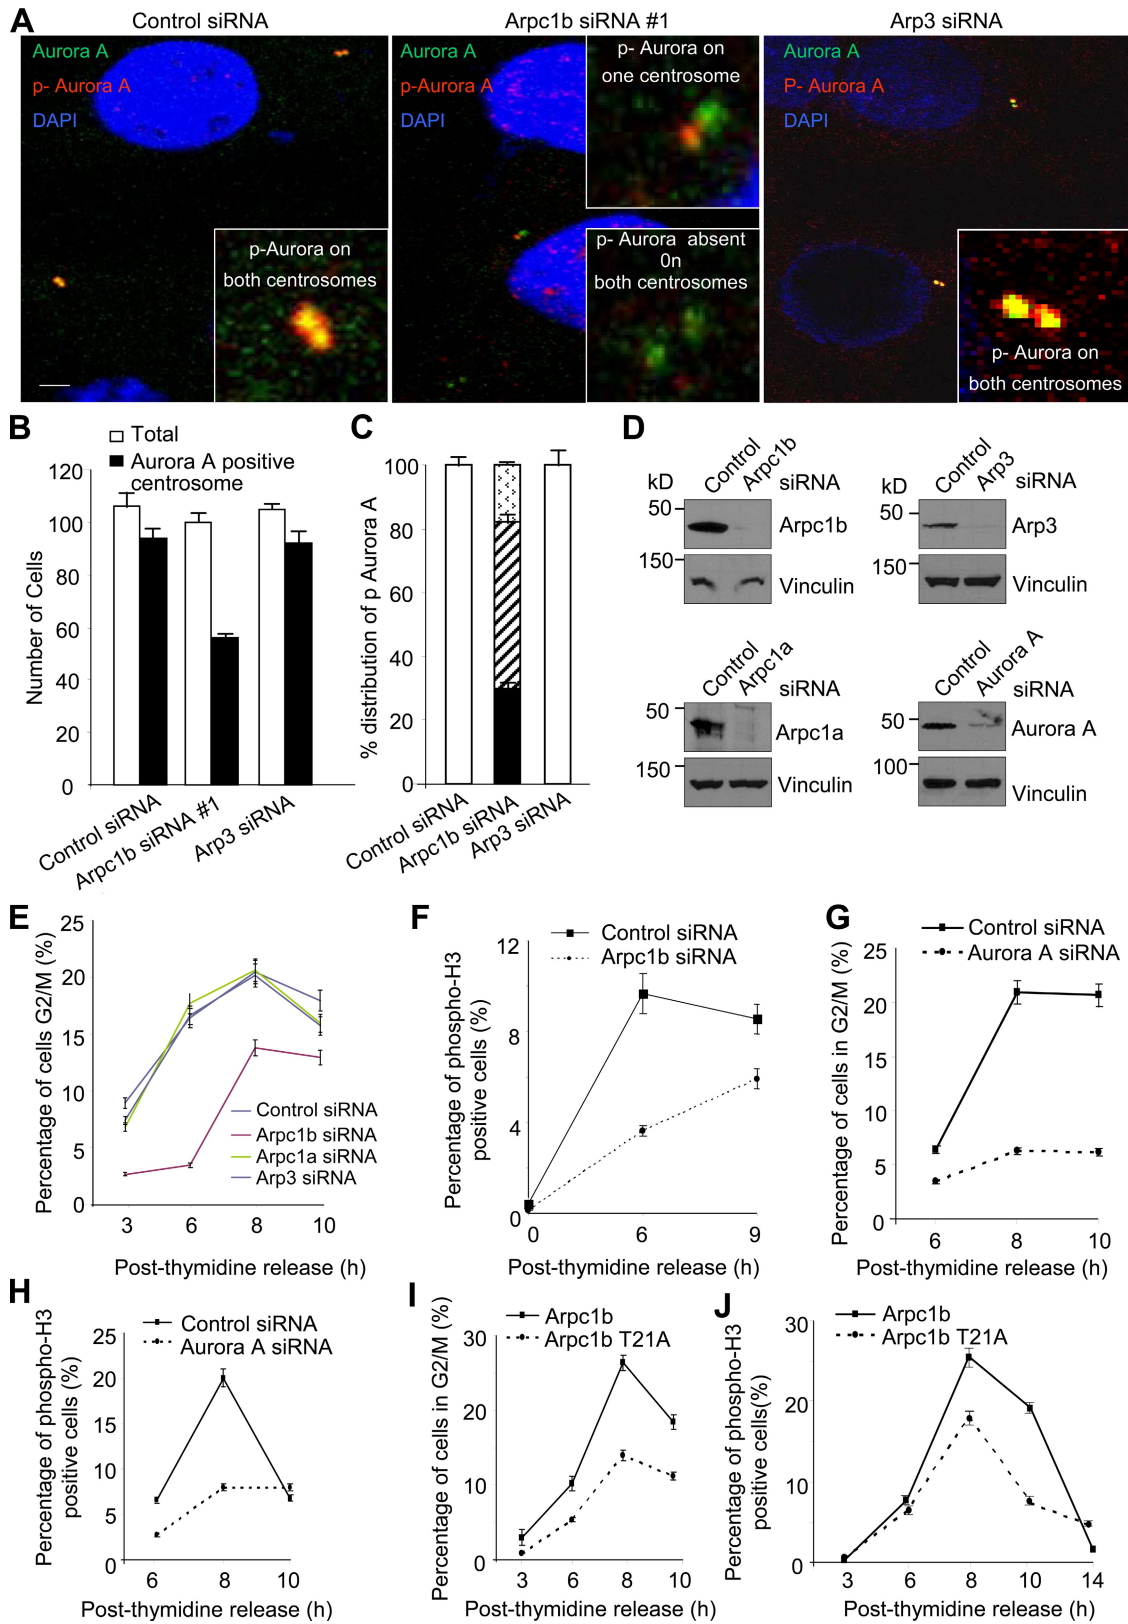 A
Control siRNA
Arpc1b siRNA #1
Arp3 siRNA
Aurora A
p- Aurora A
DAPI
p-Aurora on
both centrosomes
Aurora A
p-Aurora A
DAPI
p- Aurora on
one centrosome
p- Aurora absent
0n
both centrosomes
Aurora A
P- Aurora A
DAPI
p- Aurora on
both centrosomes
B
Total
Aurora A positive
centrosome
Number of Cells
120
100
80
60
40
20
0
Control siRNA
Arpc1b siRNA #1
Arp3 siRNA
C
% distribution of p Aurora A
100
80
60
40
20
0
Control siRNA
Arpc1b siRNA
Arp3 siRNA
D
kD
Control
Arpc1b
siRNA
50
Arpc1b
150
Vinculin
kD
Control
Arp3
siRNA
50
Arp3
150
Vinculin
Control
Arpc1a
siRNA
50
Arpc1a
150
Vinculin
Control
Aurora A
siRNA
50
Aurora A
100
Vinculin
E
Percentage of cells G2/M (%)
25
20
15
10
5
0
Control siRNA
Arpc1b siRNA
Arpc1a siRNA
Arp3 siRNA
3 6 8 10
Post-thymidine release (h)
F
Control siRNA
Arpc1b siRNA
Percentage of phospho-H3
positive cells (%)
12
8
4
0
0 6 9
Post-thymidine release (h)
G
Control siRNA
Aurora A siRNA
Percentage of cells in G2/M (%)
25
20
15
10
5
0
6 8 10
Post-thymidine release (h)
H
Control siRNA
Aurora A siRNA
Percentage of phospho-H3
positive cells (%)
25
20
15
10
5
0
6 8 10
Post-thymidine release (h)
I
Arpc1b
Arpc1b T21A
Percentage of cells in G2/M (%)
30
20
10
0
3 6 8 10
Post-thymidine release (h)
J
Arpc1b
Arpc1b T21A
Percentage of phospho-H3
positive cells(%)
30
20
10
0
3 6 8 10 14
Post-thymidine release (h)